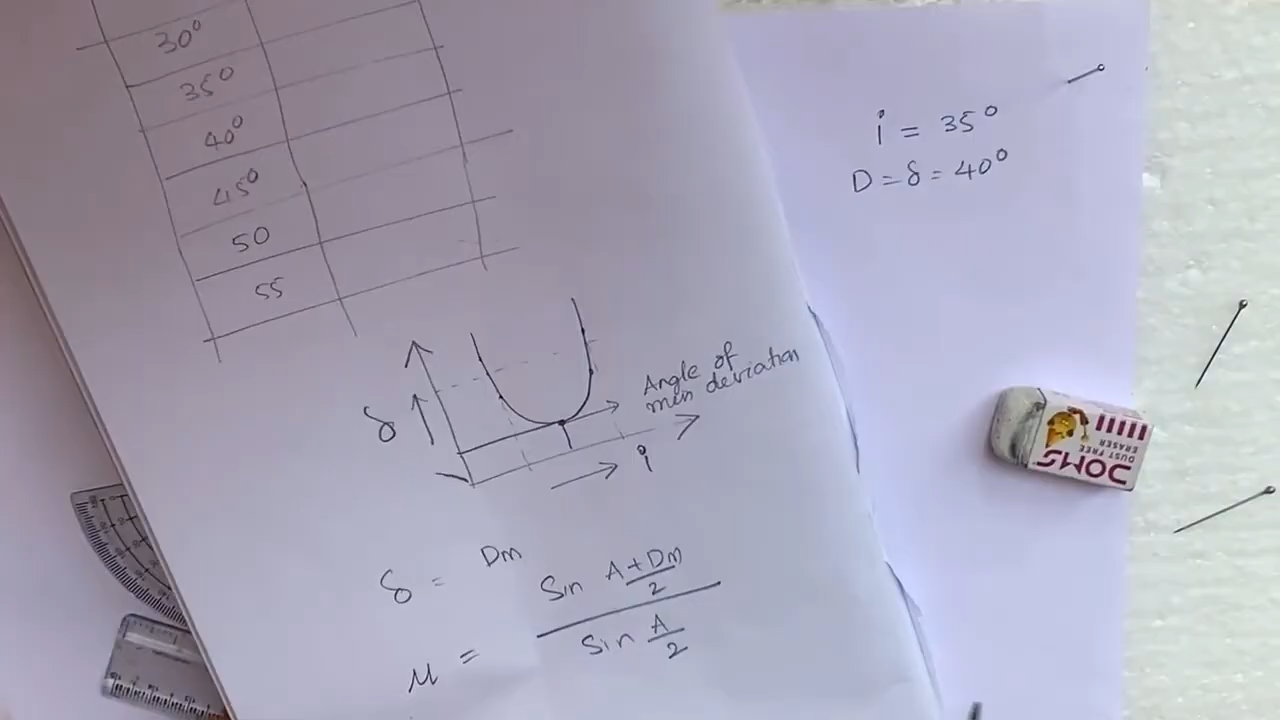 30°
35°
40°
45°
50
55
i = 35°
D = δ = 40°
δ
Angle of
min deviation
i
δ = Dm
μ = Sin A+Dm/2
Sin A/2
DOMS
DUST FREE
ERASER